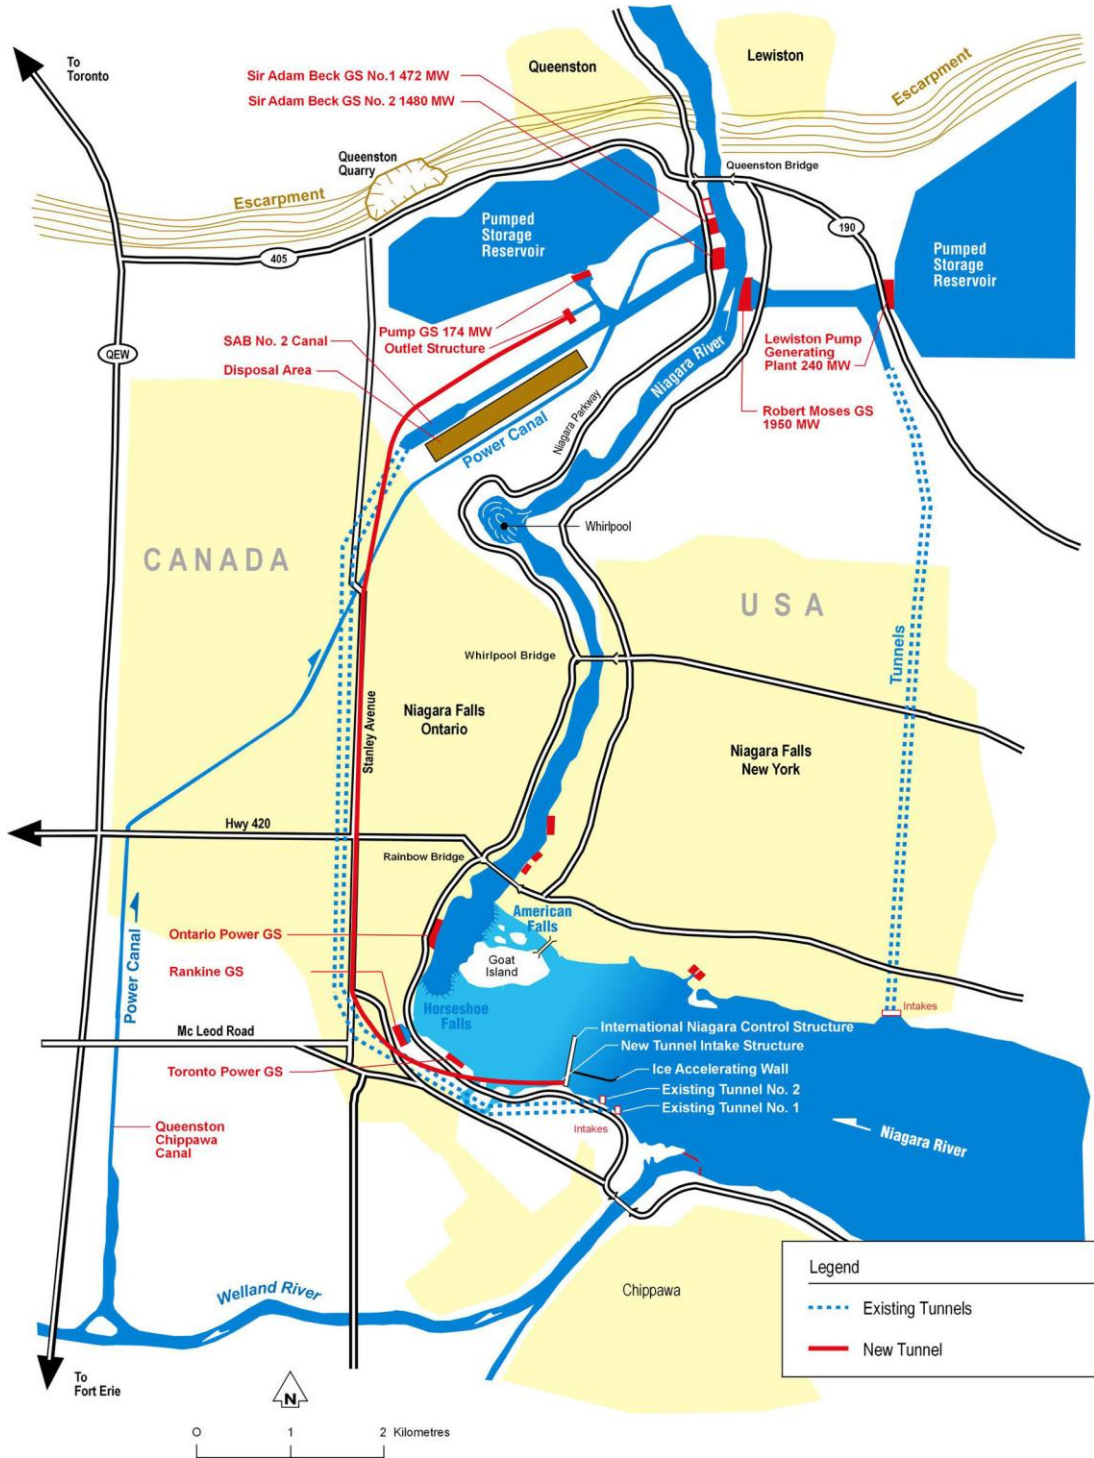 To
Toronto
Sir Adam Beck GS No.1 472 MW
Sir Adam Beck GS No. 2 1480 MW
Queenston
Lewiston
Escarpment
Queenston
Quarry
Escarpment
Queenston Bridge
405
190
Pumped
Storage
Reservoir
Pumped
Storage
Reservoir
QEW
SAB No. 2 Canal
Disposal Area
Pump GS 174 MW
Outlet Structure
Niagara River
Lewiston Pump
Generating
Plant 240 MW
Robert Moses GS
1950 MW
Power Canal
Niagara Parkway
Whirlpool
CANADA
USA
Tunnels
Whirlpool Bridge
Stanley Avenue
Niagara Falls
Ontario
Niagara Falls
New York
Hwy 420
Rainbow Bridge
American
Falls
Ontario Power GS
Goat
Island
Rankine GS
Power Canal
Horseshoe
Falls
Intakes
Mc Leod Road
International Niagara Control Structure
New Tunnel Intake Structure
Toronto Power GS
Ice Accelerating Wall
Existing Tunnel No. 2
Existing Tunnel No. 1
Intakes
Queenston
Chippawa
Canal
Niagara River
Welland River
Chippawa
Legend
Existing Tunnels
New Tunnel
To
Fort Erie
N
O 1 2 Kilometres